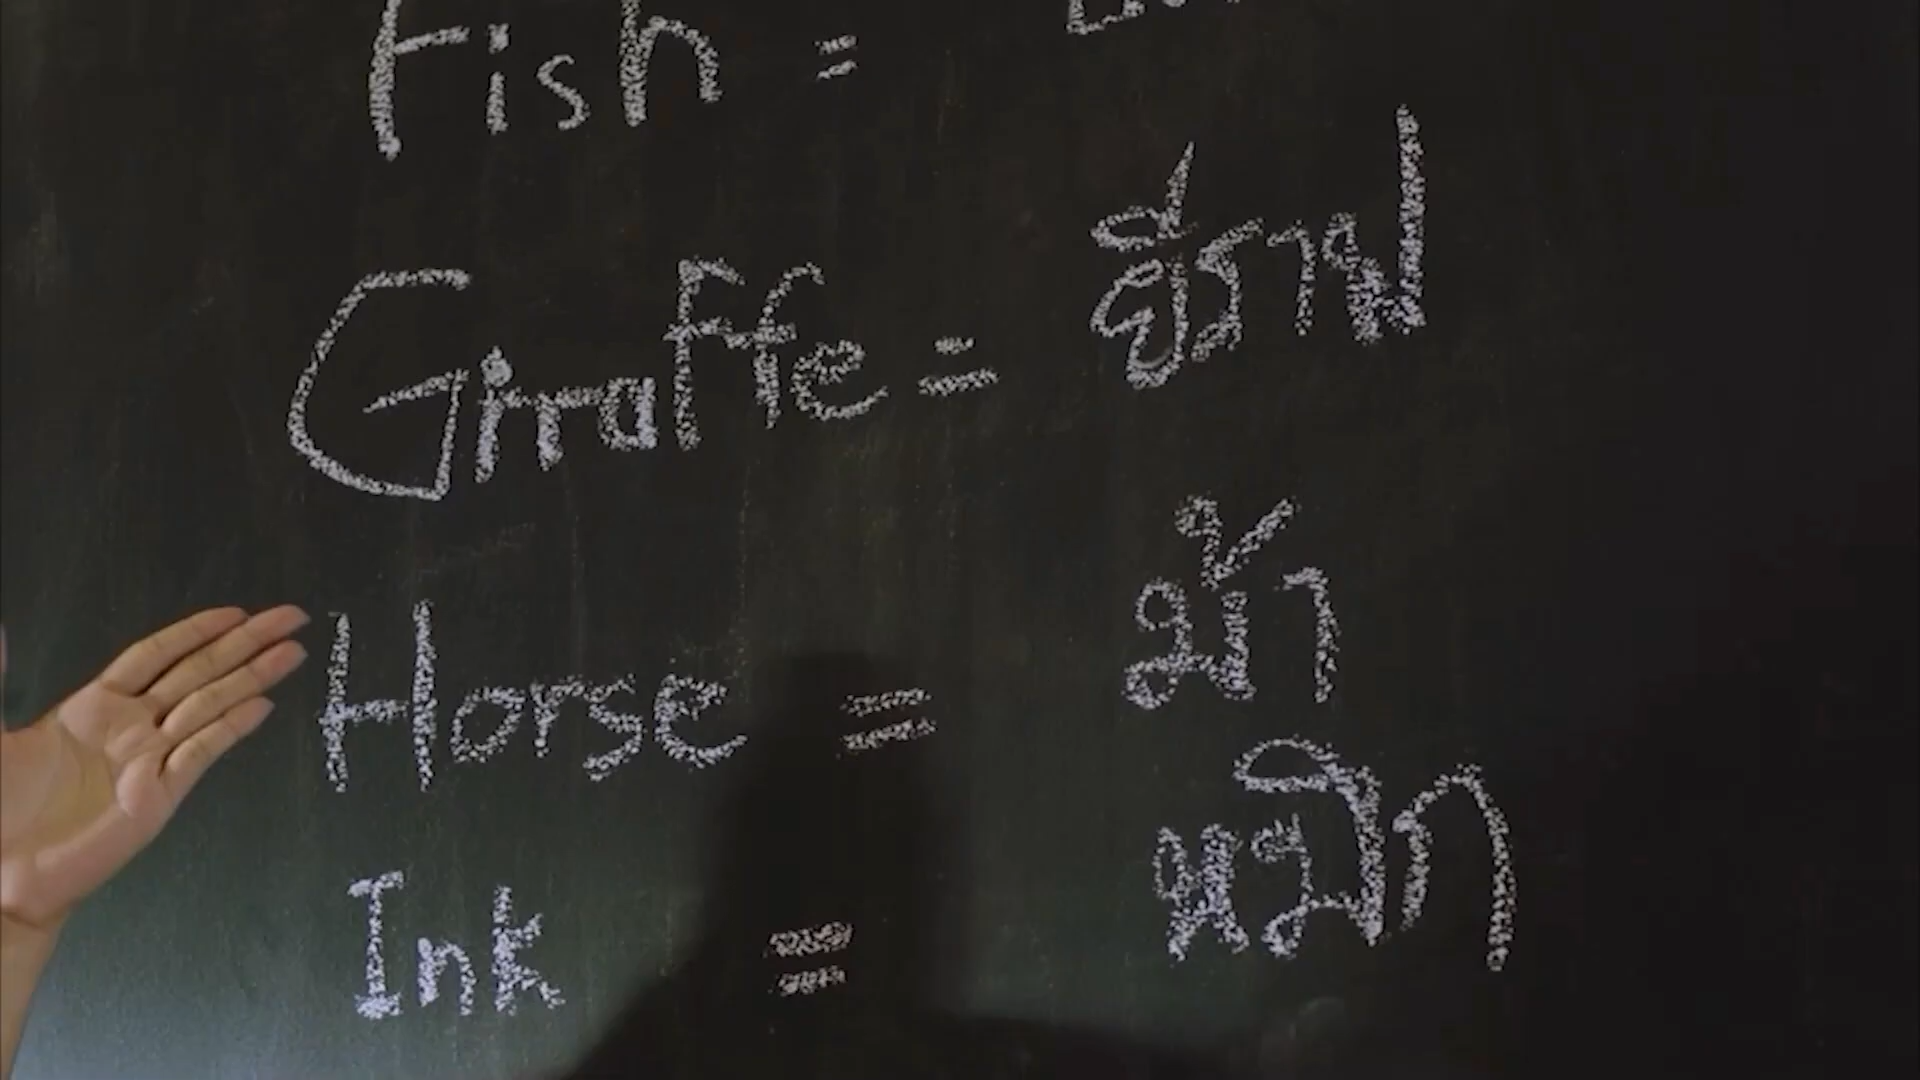 Fish =
Giraffe = ยีราฟ
Horse = ม้า
Ink = หมึก